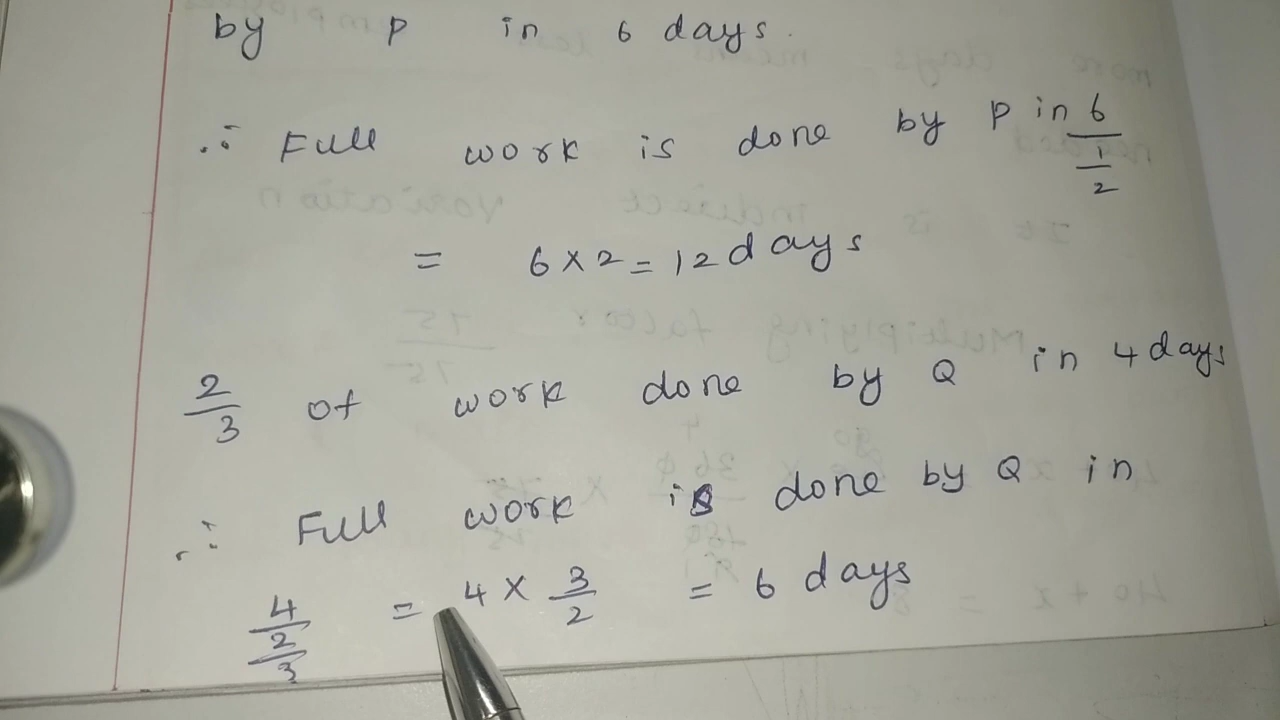 by P in 6 days.
∴ Full work is done by P in 6/(1/2)
= 6 x 2 = 12 days
2/3 of work done by Q in 4 days
∴ Full work is done by Q in
4/(2/3) = 4 x 3/2 = 6 days